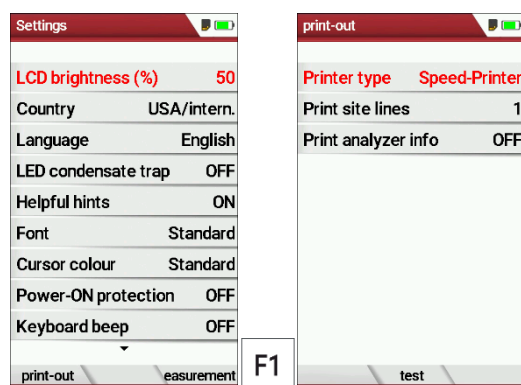 Settings
LCD brightness (%) 50
Country USA/intern.
Language English
LED condensate trap OFF
Helpful hints ON
Font Standard
Cursor colour Standard
Power-ON protection OFF
Keyboard beep OFF
print-out easurement
F1
print-out
Printer type Speed-Printer
Print site lines 1
Print analyzer info OFF
test